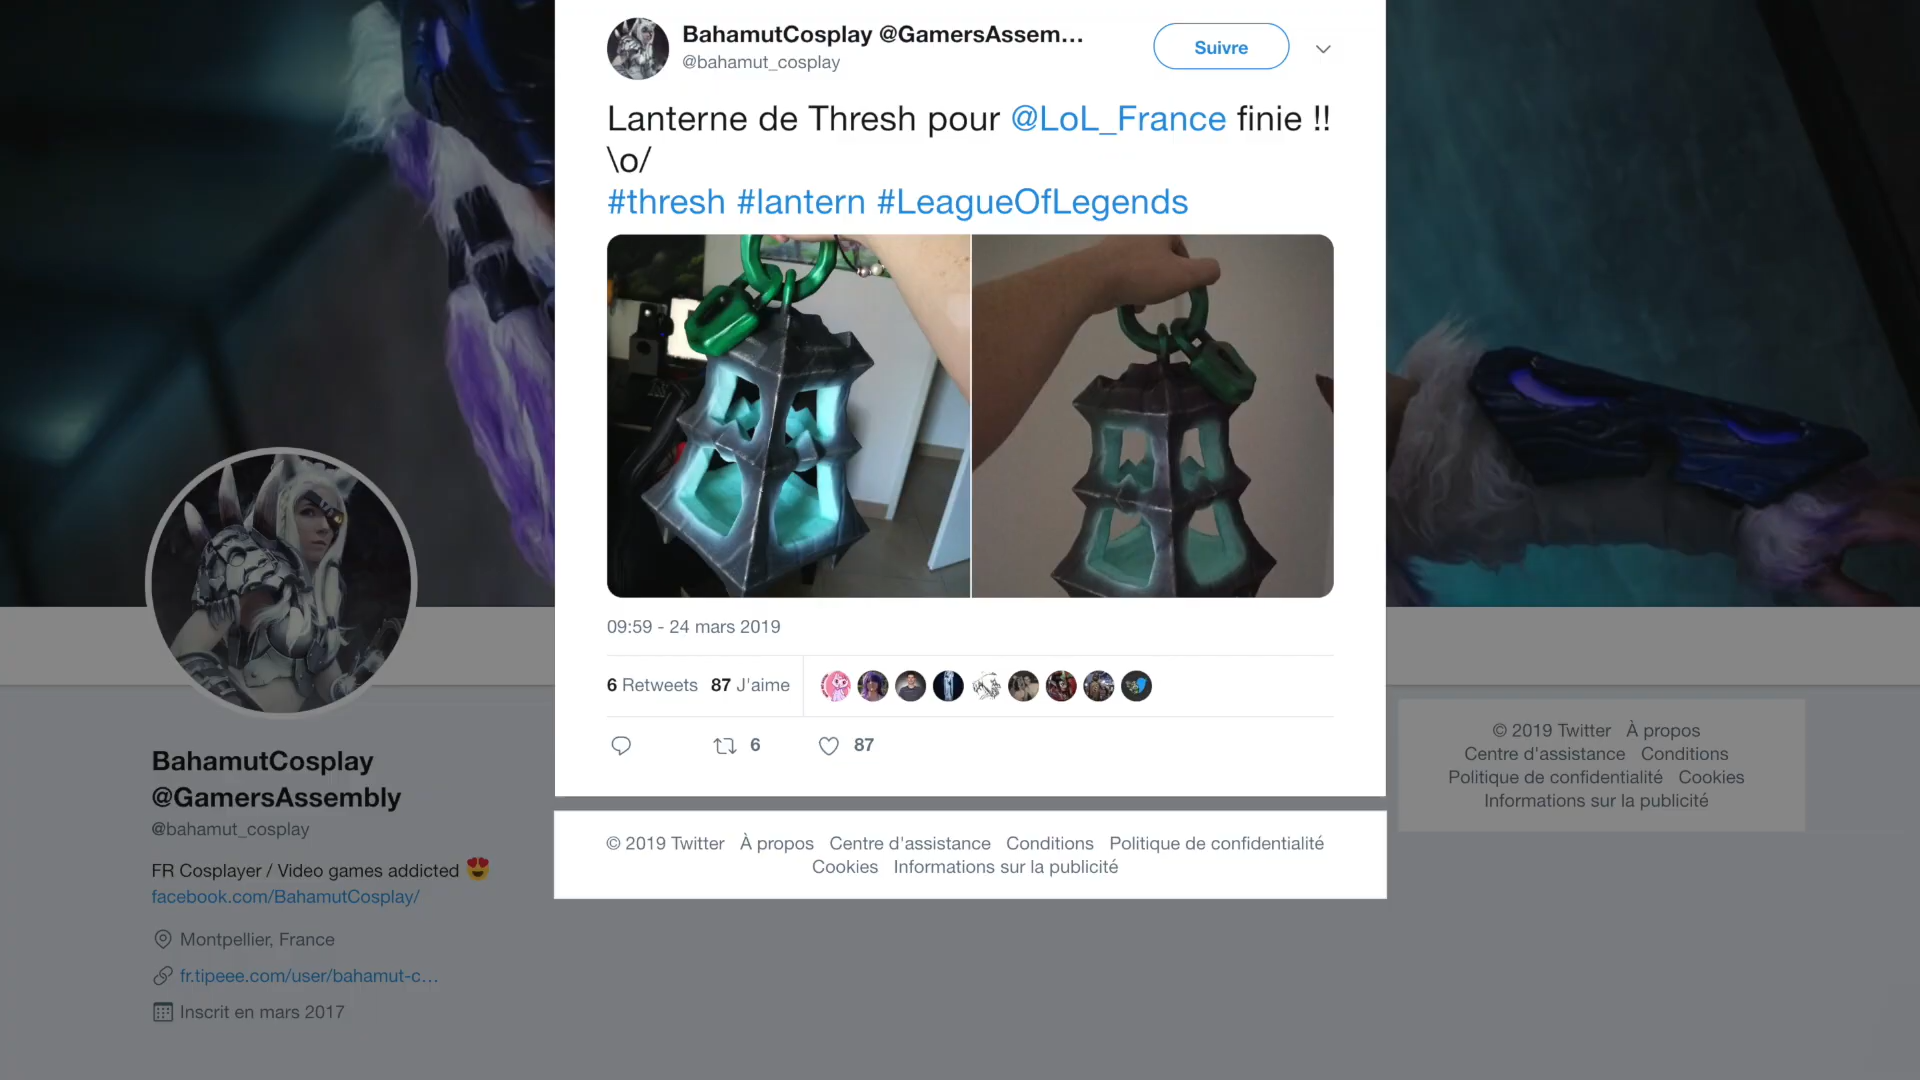 BahamutCosplay @GamersAssem...
@bahamut_cosplay
Suivre
Lanterne de Thresh pour @LoL_France finie !!
\o/
#thresh #lantern #LeagueOfLegends
09:59 - 24 mars 2019
6 Retweets 87 J'aime
6 87
© 2019 Twitter À propos Centre d'assistance Conditions Politique de confidentialité
Cookies Informations sur la publicité
BahamutCosplay
@GamersAssembly
@bahamut_cosplay
FR Cosplayer / Video games addicted 😍
facebook.com/BahamutCosplay/
Montpellier, France
fr.tipeee.com/user/bahamut-c...
Inscrit en mars 2017
© 2019 Twitter À propos
Centre d'assistance Conditions
Politique de confidentialité Cookies
Informations sur la publicité